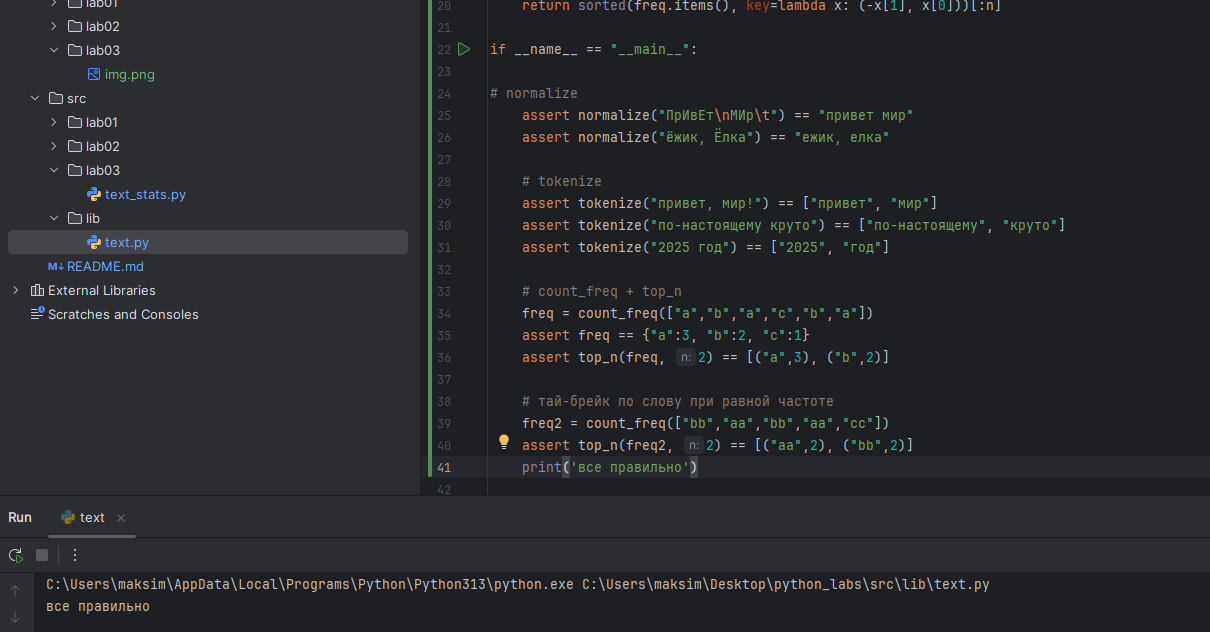 lab01
lab02
lab03
img.png
src
lab01
lab02
lab03
text_stats.py
lib
text.py
M↓ README.md
External Libraries
Scratches and Consoles
20 return sorted(freq.items(), key=lambda x: (-x[1], x[0]))[:n]
21
22 if __name__ == "__main__":
23
24 # normalize
25 assert normalize("ПрИвЕт\nМИр\t") == "привет мир"
26 assert normalize("ёжик, Ёлка") == "ежик, елка"
27
28 # tokenize
29 assert tokenize("привет, мир!") == ["привет", "мир"]
30 assert tokenize("по-настоящему круто") == ["по-настоящему", "круто"]
31 assert tokenize("2025 год") == ["2025", "год"]
32
33 # count_freq + top_n
34 freq = count_freq(["a","b","a","c","b","a"])
35 assert freq == {"a":3, "b":2, "c":1}
36 assert top_n(freq, n: 2) == [("a",3), ("b",2)]
37
38 # тай-брейк по слову при равной частоте
39 freq2 = count_freq(["bb","aa","bb","aa","cc"])
40 assert top_n(freq2, n: 2) == [("aa",2), ("bb",2)]
41 print('все правильно')
42
Run text
C:\Users\maksim\AppData\Local\Programs\Python\Python313\python.exe C:\Users\maksim\Desktop\python_labs\src\lib\text.py
все правильно